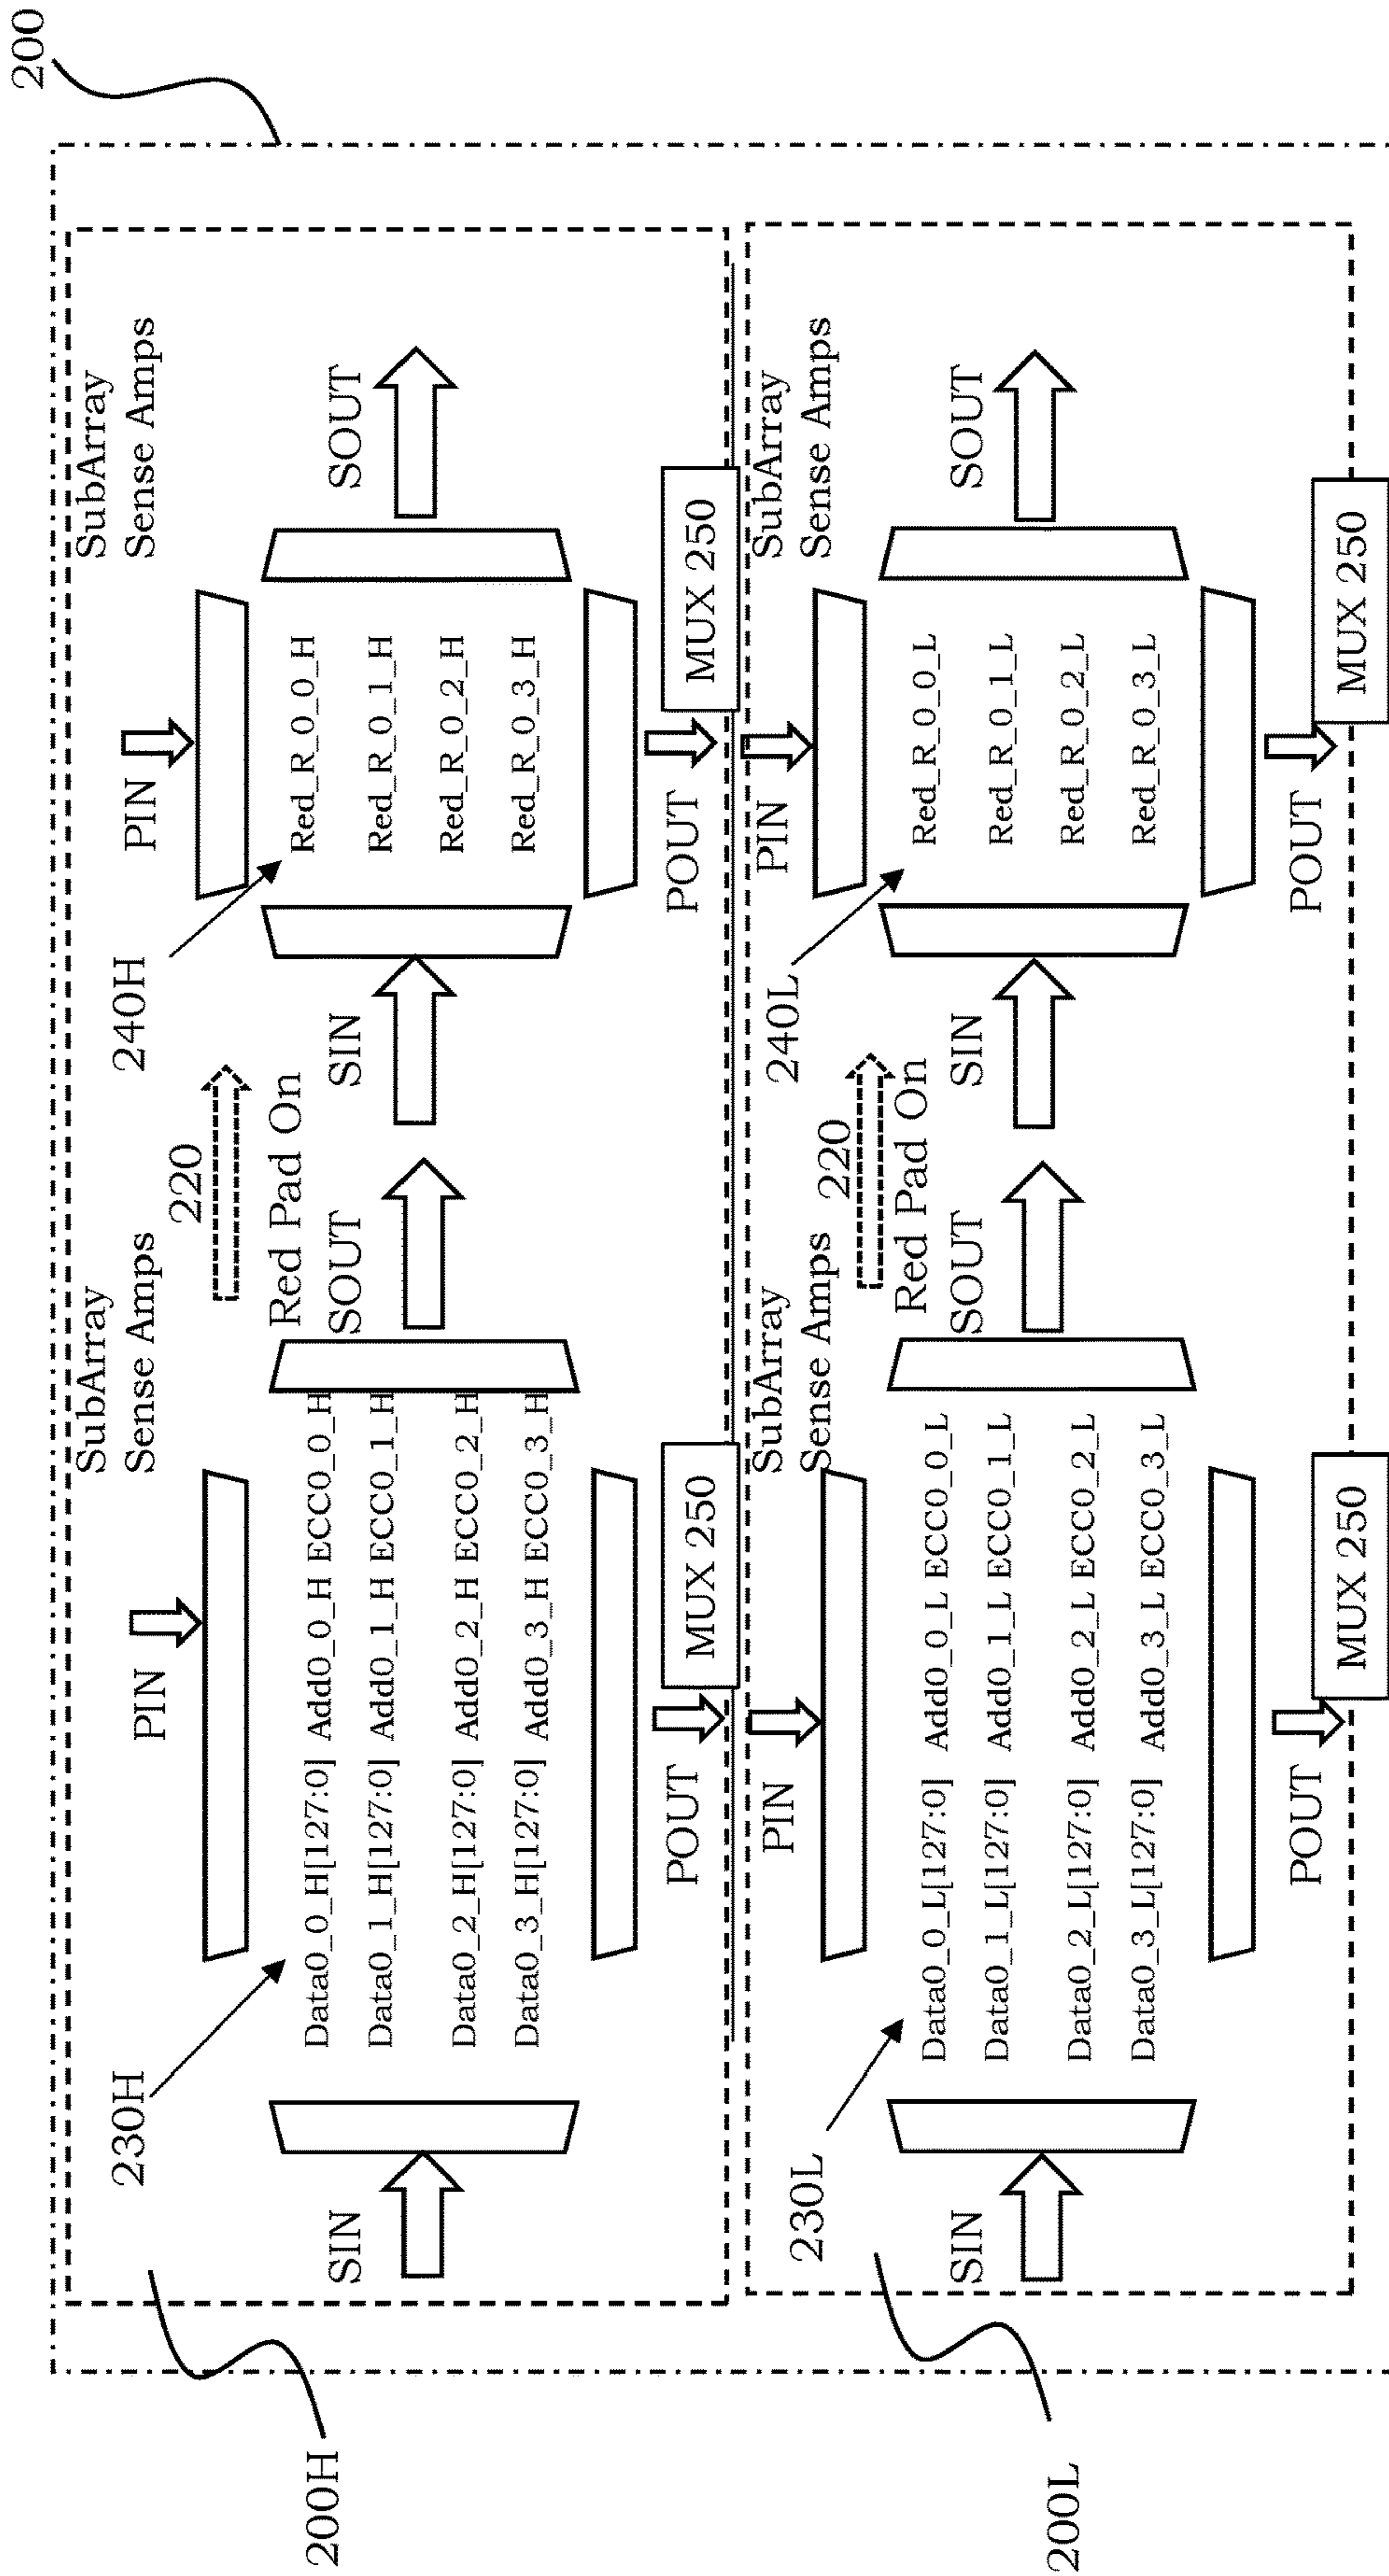 200
200H
SubArray
Sense Amps
SubArray
Sense Amps
230H
PIN
220
240H
PIN
Red Pad On
SIN
SOUT
SIN
SOUT
Data0_0_H[127:0] Add0_0_H ECC0_0_H
Data0_1_H[127:0] Add0_1_H ECC0_1_H
Data0_2_H[127:0] Add0_2_H ECC0_2_H
Data0_3_H[127:0] Add0_3_H ECC0_3_H
Red_R_0_0_H
Red_R_0_1_H
Red_R_0_2_H
Red_R_0_3_H
POUT
MUX 250
POUT
MUX 250
200L
SubArray
Sense Amps
SubArray
Sense Amps
230L
PIN
220
240L
PIN
Red Pad On
SIN
SOUT
SIN
SOUT
Data0_0_L[127:0] Add0_0_L ECC0_0_L
Data0_1_L[127:0] Add0_1_L ECC0_1_L
Data0_2_L[127:0] Add0_2_L ECC0_2_L
Data0_3_L[127:0] Add0_3_L ECC0_3_L
Red_R_0_0_L
Red_R_0_1_L
Red_R_0_2_L
Red_R_0_3_L
POUT
MUX 250
POUT
MUX 250